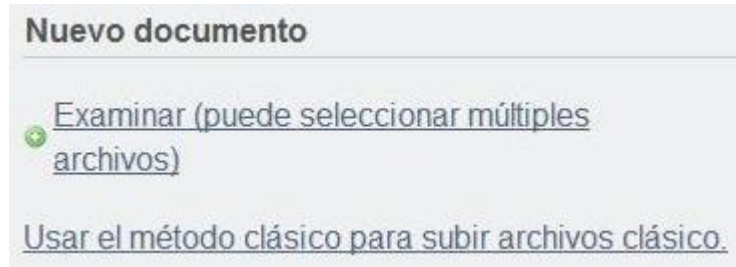 Nuevo documento
Examinar (puede seleccionar múltiples
archivos)
Usar el método clásico para subir archivos clásico.